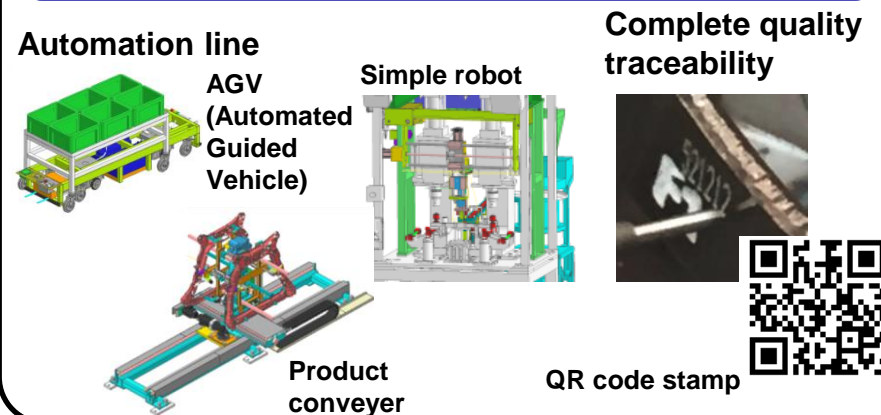 Automation line
AGV
(Automated
Guided
Vehicle)
Simple robot
Complete quality
traceability
521212
Product
conveyer
QR code stamp